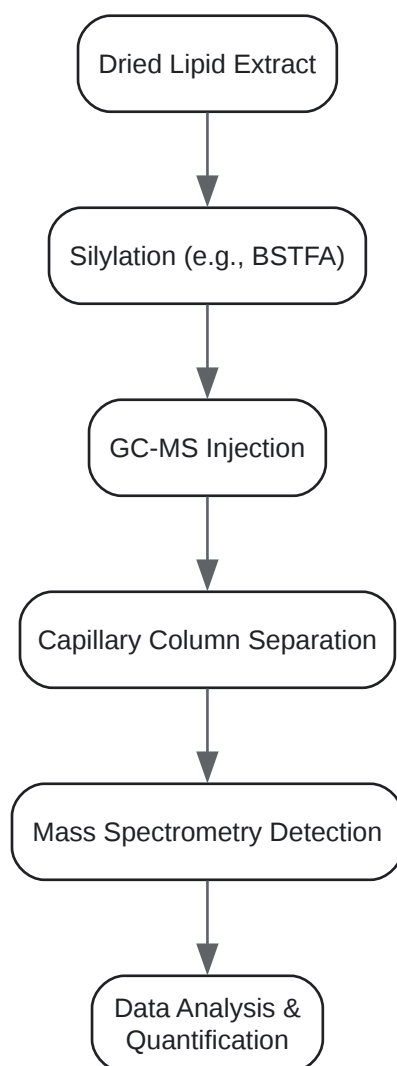 Dried Lipid Extract
Silylation (e.g., BSTFA)
GC-MS Injection
Capillary Column Separation
Mass Spectrometry Detection
Data Analysis &
Quantification